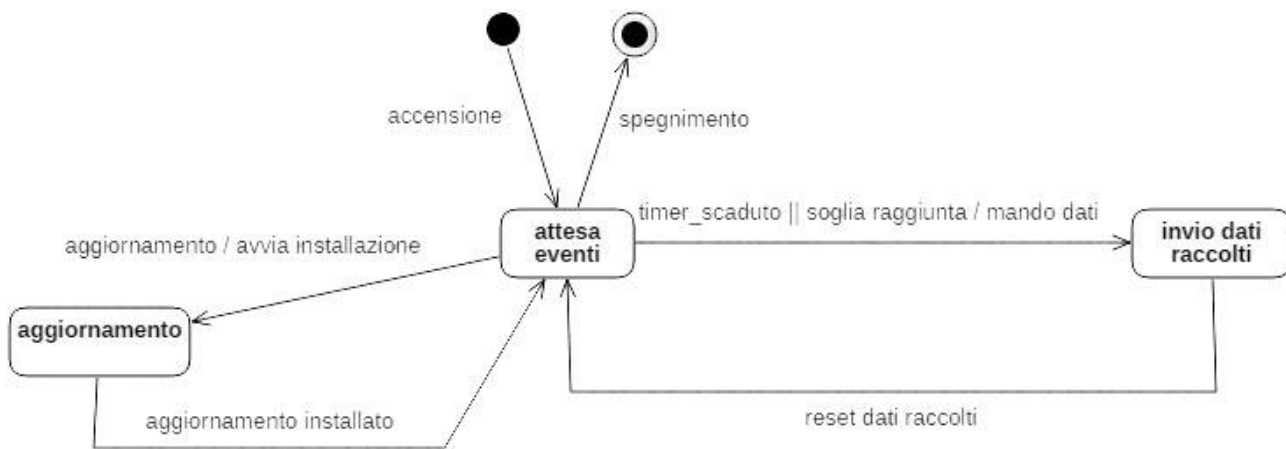 accensione
spegnimento
timer_scaduto || soglia raggiunta / mando dati
attesa
eventi
invio dati
raccolti
aggiornamento / avvia installazione
aggiornamento
aggiornamento installato
reset dati raccolti